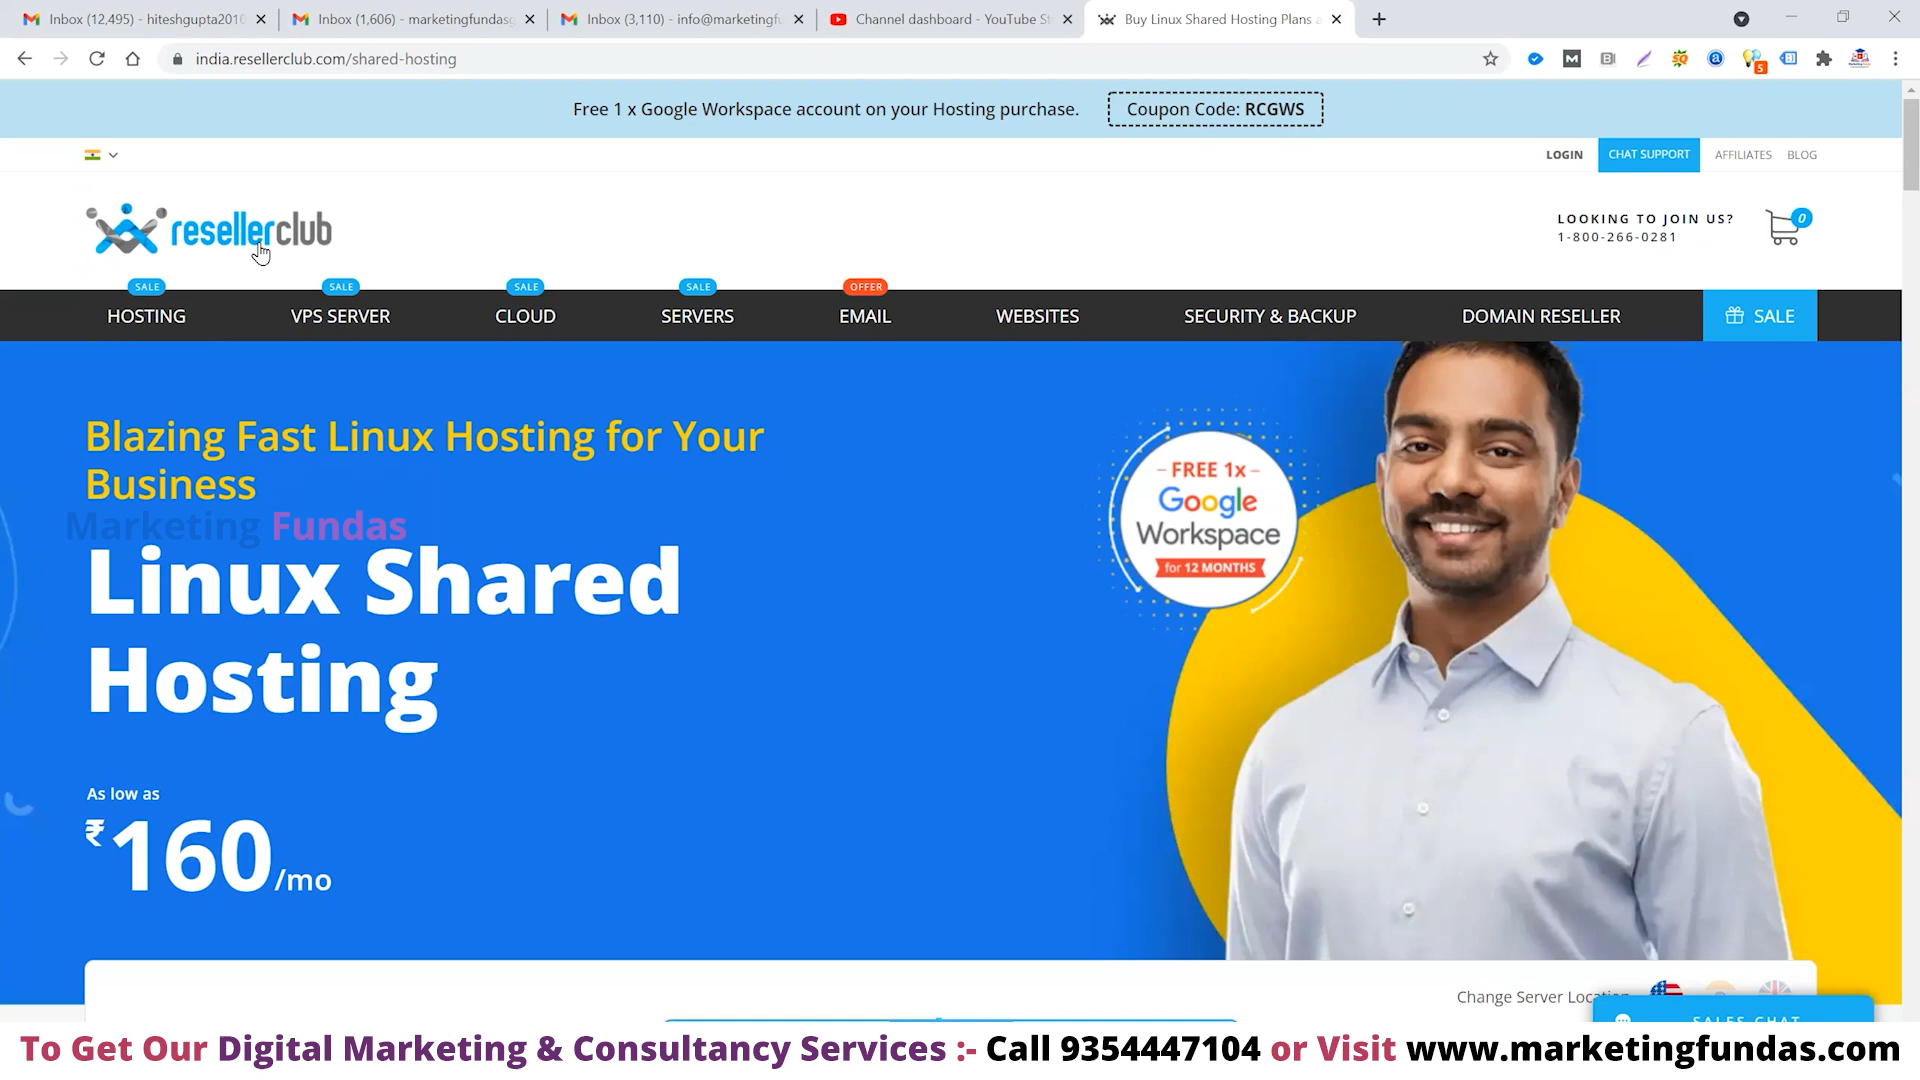 Inbox (12,495) - hiteshgupta2010
Inbox (1,606) - marketingfundasg
Inbox (3,110) - info@marketingfu
Channel dashboard - YouTube St
Buy Linux Shared Hosting Plans a
india.resellerclub.com/shared-hosting
5
Free 1 x Google Workspace account on your Hosting purchase.
Coupon Code: RCGWS
LOGIN
CHAT SUPPORT
AFFILIATES
BLOG
resellerclub
LOOKING TO JOIN US?
1-800-266-0281
0
SALE
SALE
SALE
SALE
OFFER
HOSTING
VPS SERVER
CLOUD
SERVERS
EMAIL
WEBSITES
SECURITY & BACKUP
DOMAIN RESELLER
SALE
Blazing Fast Linux Hosting for Your
Business
Marketing Fundas
Linux Shared
Hosting
FREE 1x
Google
Workspace
for 12 MONTHS
As low as
₹160/mo
Change Server Location
SALES CHAT
To Get Our Digital Marketing & Consultancy Services :- Call 9354447104 or Visit www.marketingfundas.com